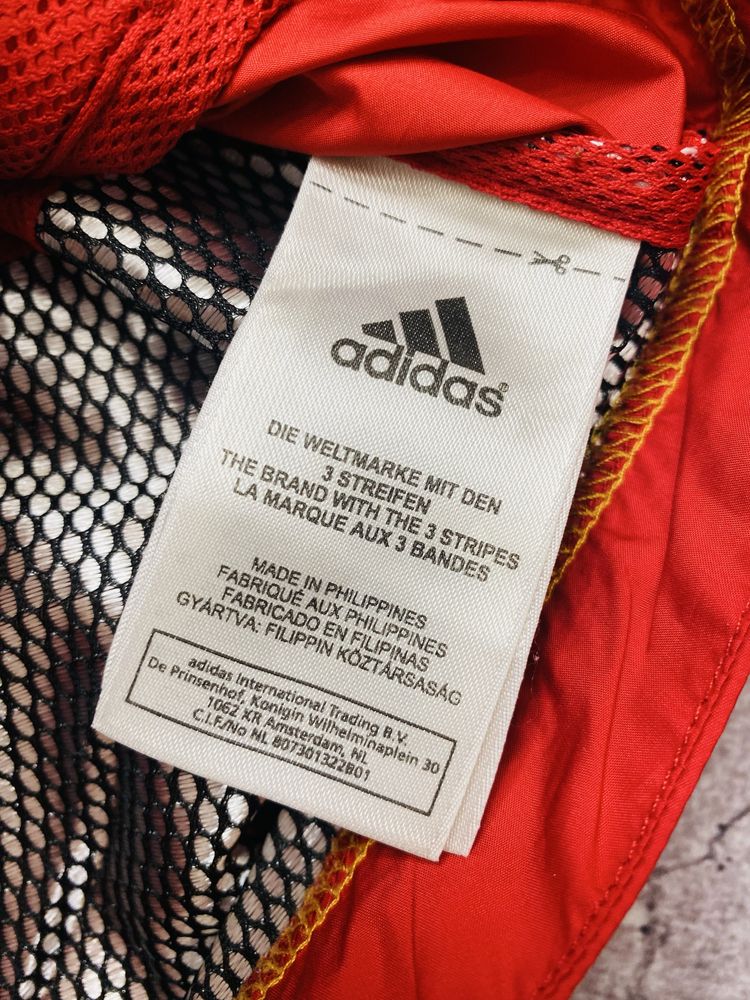 adidas®
DIE WELTMARKE MIT DEN
3 STREIFEN
THE BRAND WITH THE 3 STRIPES
LA MARQUE AUX 3 BANDES
MADE IN PHILIPPINES
FABRIQUÉ AUX PHILIPPINES
FABRICADO EN FILIPINAS
GYÁRTVA: FILIPPIN KÖZTÁRSASÁG
adidas International Trading B.V.
De Prinsenhof, Konigin Wilhelminaplein 30
1062 XR Amsterdam, NL
C.I.F./No NL 807301322B01